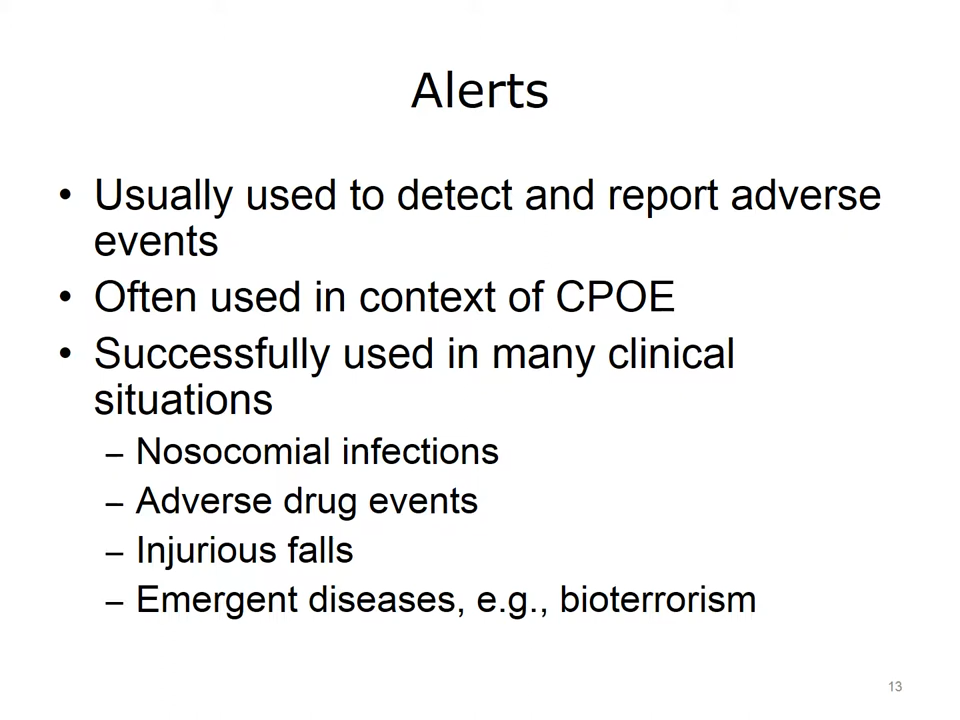 Alerts
• Usually used to detect and report adverse
events
• Often used in context of CPOE
• Successfully used in many clinical
situations
– Nosocomial infections
– Adverse drug events
– Injurious falls
– Emergent diseases, e.g., bioterrorism
13